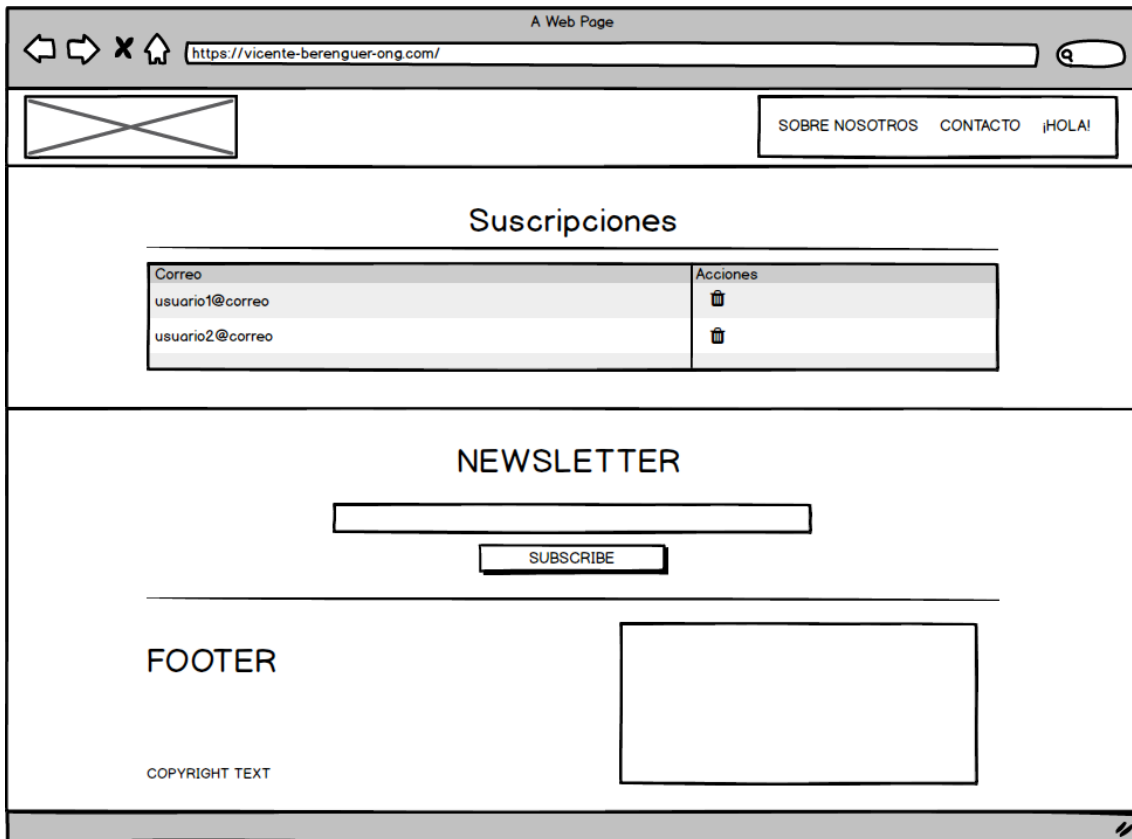 A Web Page
https://vicente-berenguer-ong.com/
SOBRE NOSOTROS CONTACTO ¡HOLA!
Suscripciones
Correo Acciones
usuario1@correo
usuario2@correo
NEWSLETTER
SUBSCRIBE
FOOTER
COPYRIGHT TEXT